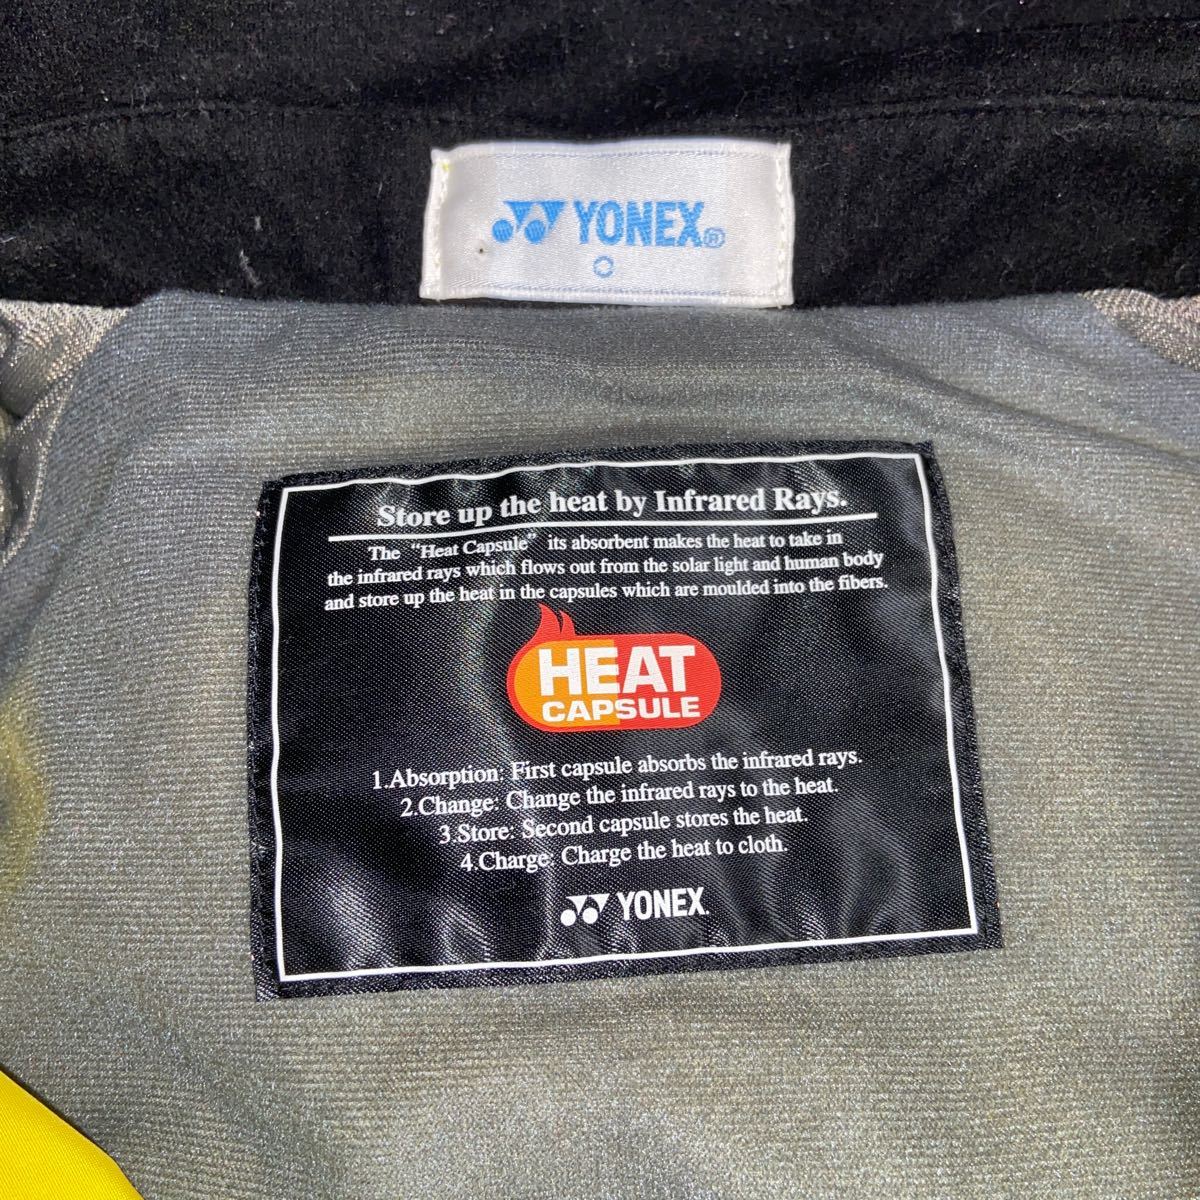 YONEX®
O
Store up the heat by Infrared Rays.
The “Heat Capsule” its absorbent makes the heat to take in
the infrared rays which flows out from the solar light and human body
and store up the heat in the capsules which are moulded into the fibers.
HEAT
CAPSULE
1.Absorption: First capsule absorbs the infrared rays.
2.Change: Change the infrared rays to the heat.
3.Store: Second capsule stores the heat.
4.Charge: Charge the heat to cloth.
YONEX.